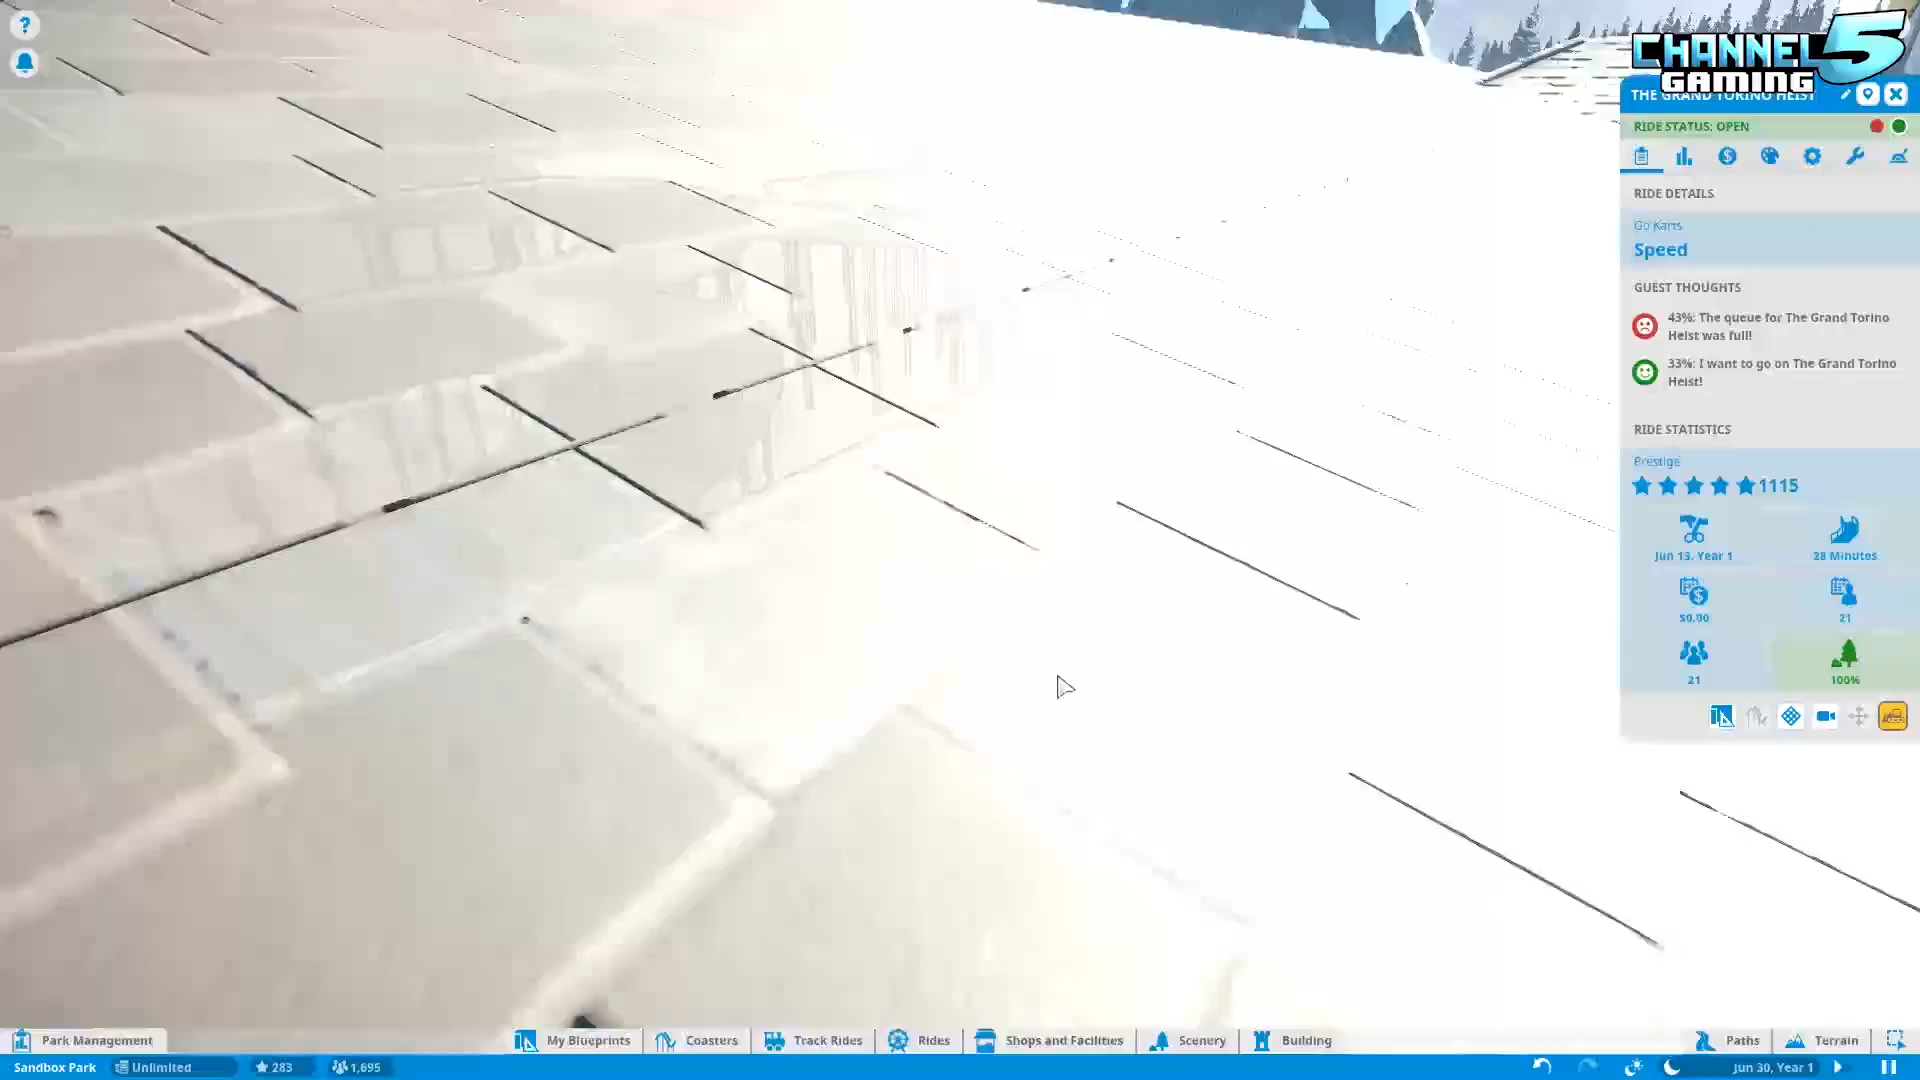 CHANNEL 5
GAMING
THE GRAND TORINO HEIST
RIDE STATUS: OPEN
RIDE DETAILS
Go Karts
Speed
GUEST THOUGHTS
43%: The queue for The Grand Torino
Heist was full!
33%: I want to go on The Grand Torino
Heist!
RIDE STATISTICS
Prestige
1115
Jun 13, Year 1
28 Minutes
$0.00
21
21
100%
Park Management
My Blueprints
Coasters
Track Rides
Rides
Shops and Facilities
Scenery
Building
Paths
Terrain
Sandbox Park
Unlimited
283
1,695
Jun 30, Year 1